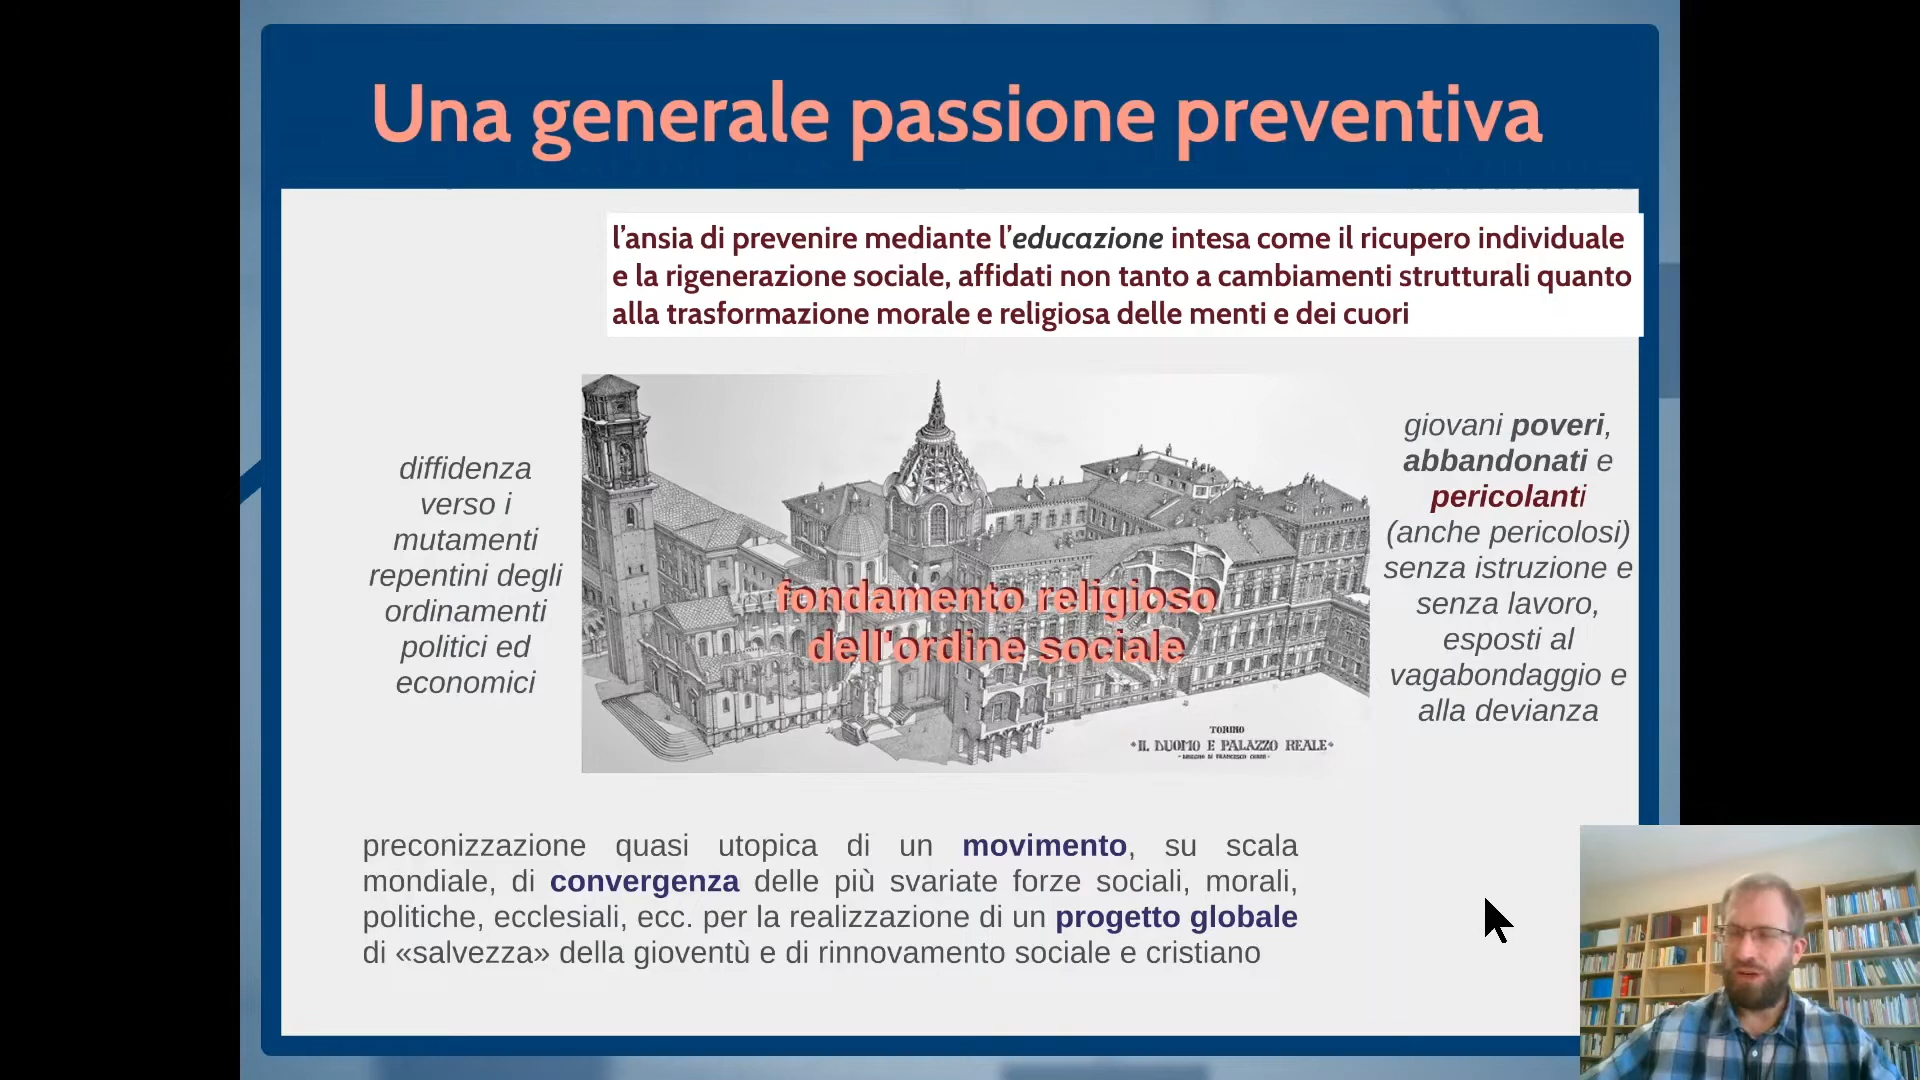 Una generale passione preventiva
l’ansia di prevenire mediante l’educazione intesa come il ricupero individuale
e la rigenerazione sociale, affidati non tanto a cambiamenti strutturali quanto
alla trasformazione morale e religiosa delle menti e dei cuori
diffidenza
verso i
mutamenti
repentini degli
ordinamenti
politici ed
economici
fondamento religioso
dell'ordine sociale
TORINO
IL DUOMO E PALAZZO REALE
giovani poveri,
abbandonati e
pericolanti
(anche pericolosi)
senza istruzione e
senza lavoro,
esposti al
vagabondaggio e
alla devianza
preconizzazione quasi utopica di un movimento, su scala
mondiale, di convergenza delle più svariate forze sociali, morali,
politiche, ecclesiali, ecc. per la realizzazione di un progetto globale
di «salvezza» della gioventù e di rinnovamento sociale e cristiano